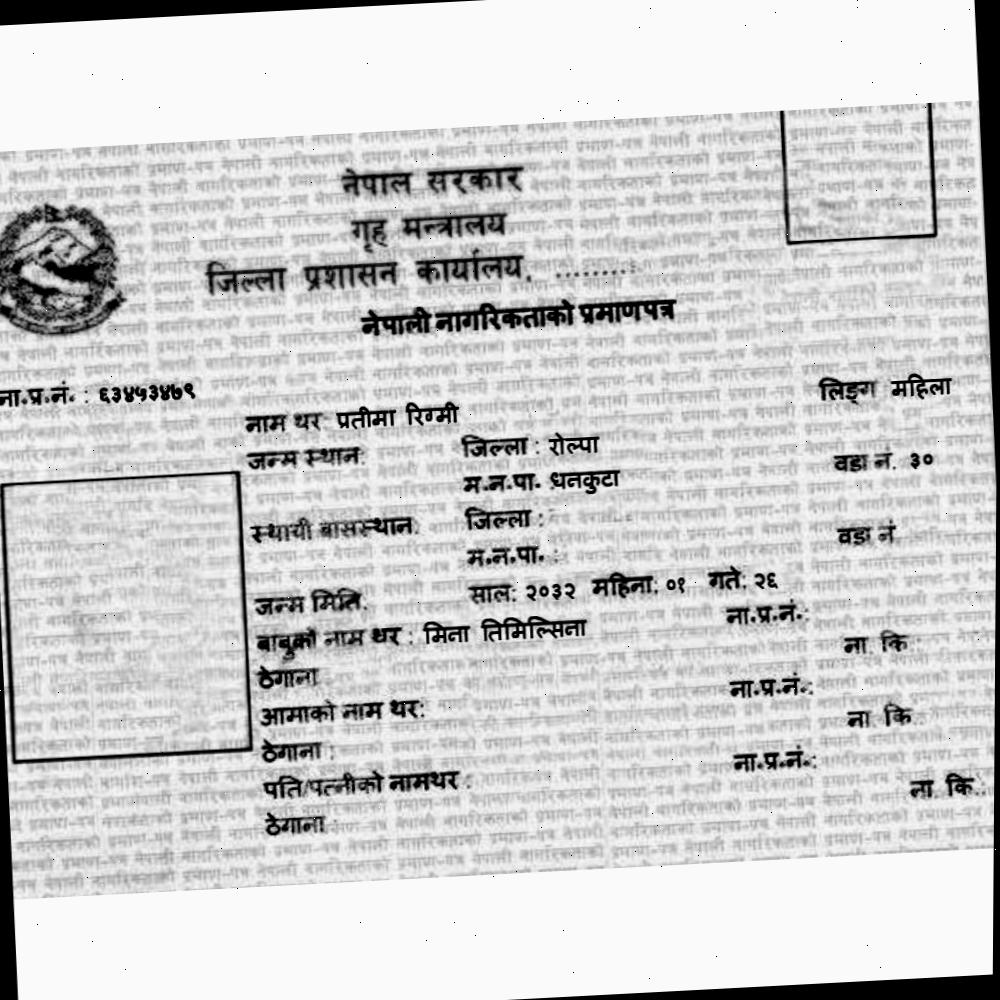 नेपाल सरकार
गृह मन्त्रालय
जिल्ला प्रशासन कार्यालय, ........
नेपाली नागरिकताको प्रमाणपत्र
ना.प्र.नं. : ६३४५३४७९
लिङ्ग महिला
नाम थर: प्रतीमा रिग्मी
जन्म स्थान: जिल्ला : रोल्पा
म.न.पा. धनकुटा वडा नं. ३०
स्थायी बासस्थान: जिल्ला :
म.न.पा. : वडा नं.
जन्म मिति: साल: २०३२ महिना: ०१ गते: २६
बाबुको नाम थर : मिना तिमिल्सिना ना.प्र.नं.:
ठेगाना : ना. कि.:
आमाको नाम थर: ना.प्र.नं.:
ठेगाना : ना. कि.:
पति/पत्नीको नामथर : ना.प्र.नं.:
ठेगाना : ना. कि.: